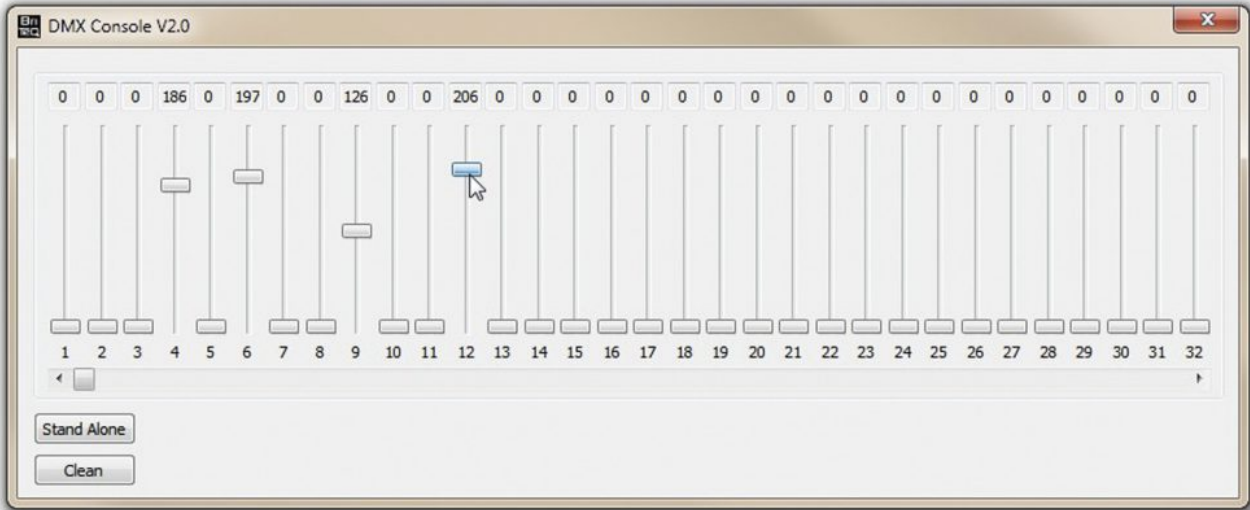 BriteQ DMX Console V2.0
0 0 0 186 0 197 0 0 126 0 0 206 0 0 0 0 0 0 0 0 0 0 0 0 0 0 0 0 0 0 0 0
1 2 3 4 5 6 7 8 9 10 11 12 13 14 15 16 17 18 19 20 21 22 23 24 25 26 27 28 29 30 31 32
Stand Alone
Clean